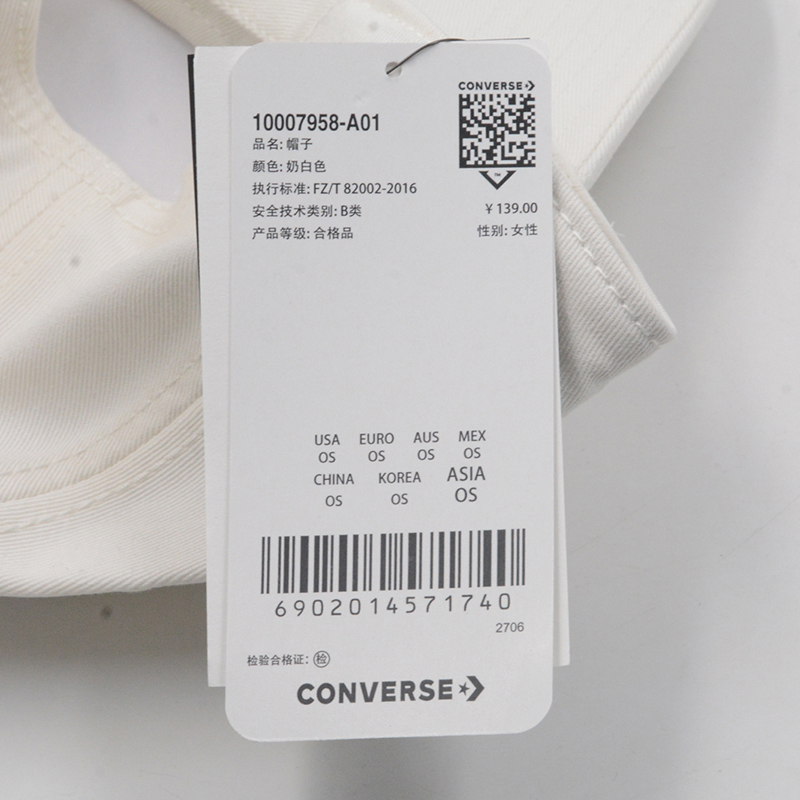 CONVERSE
10007958-A01
品名: 帽子
颜色: 奶白色
执行标准: FZ/T 82002-2016
安全技术类别: B类
产品等级: 合格品
TM
¥ 139.00
性别: 女性
USA EURO AUS MEX
OS OS OS OS
CHINA KOREA ASIA
OS OS OS
6902014571740
2706
检验合格证: 检
CONVERSE